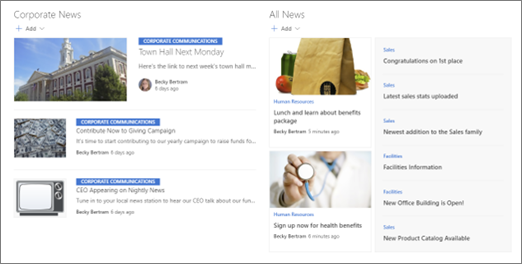 Corporate News
+ Add
CORPORATE COMMUNICATIONS
Town Hall Next Monday
Here's the link to next week's town hall m...
Becky Bertram
6 days ago
CORPORATE COMMUNICATIONS
Contribute Now to Giving Campaign
It's time to start contributing to our yearly campaign to raise funds fo...
Becky Bertram 6 days ago
CORPORATE COMMUNICATIONS
CEO Appearing on Nightly News
Tune in to your local news station to hear our CEO talk about our fun...
Becky Bertram 6 days ago
All News
+ Add
Human Resources
Lunch and learn about benefits
package
Becky Bertram 5 minutes ago
Human Resources
Sign up now for health benefits
Becky Bertram 8 minutes ago
Sales
Congratulations on 1st place
Sales
Latest sales stats uploaded
Sales
Newest addition to the Sales family
Facilities
Facilities Information
Facilities
New Office Building is Open!
Sales
New Product Catalog Available